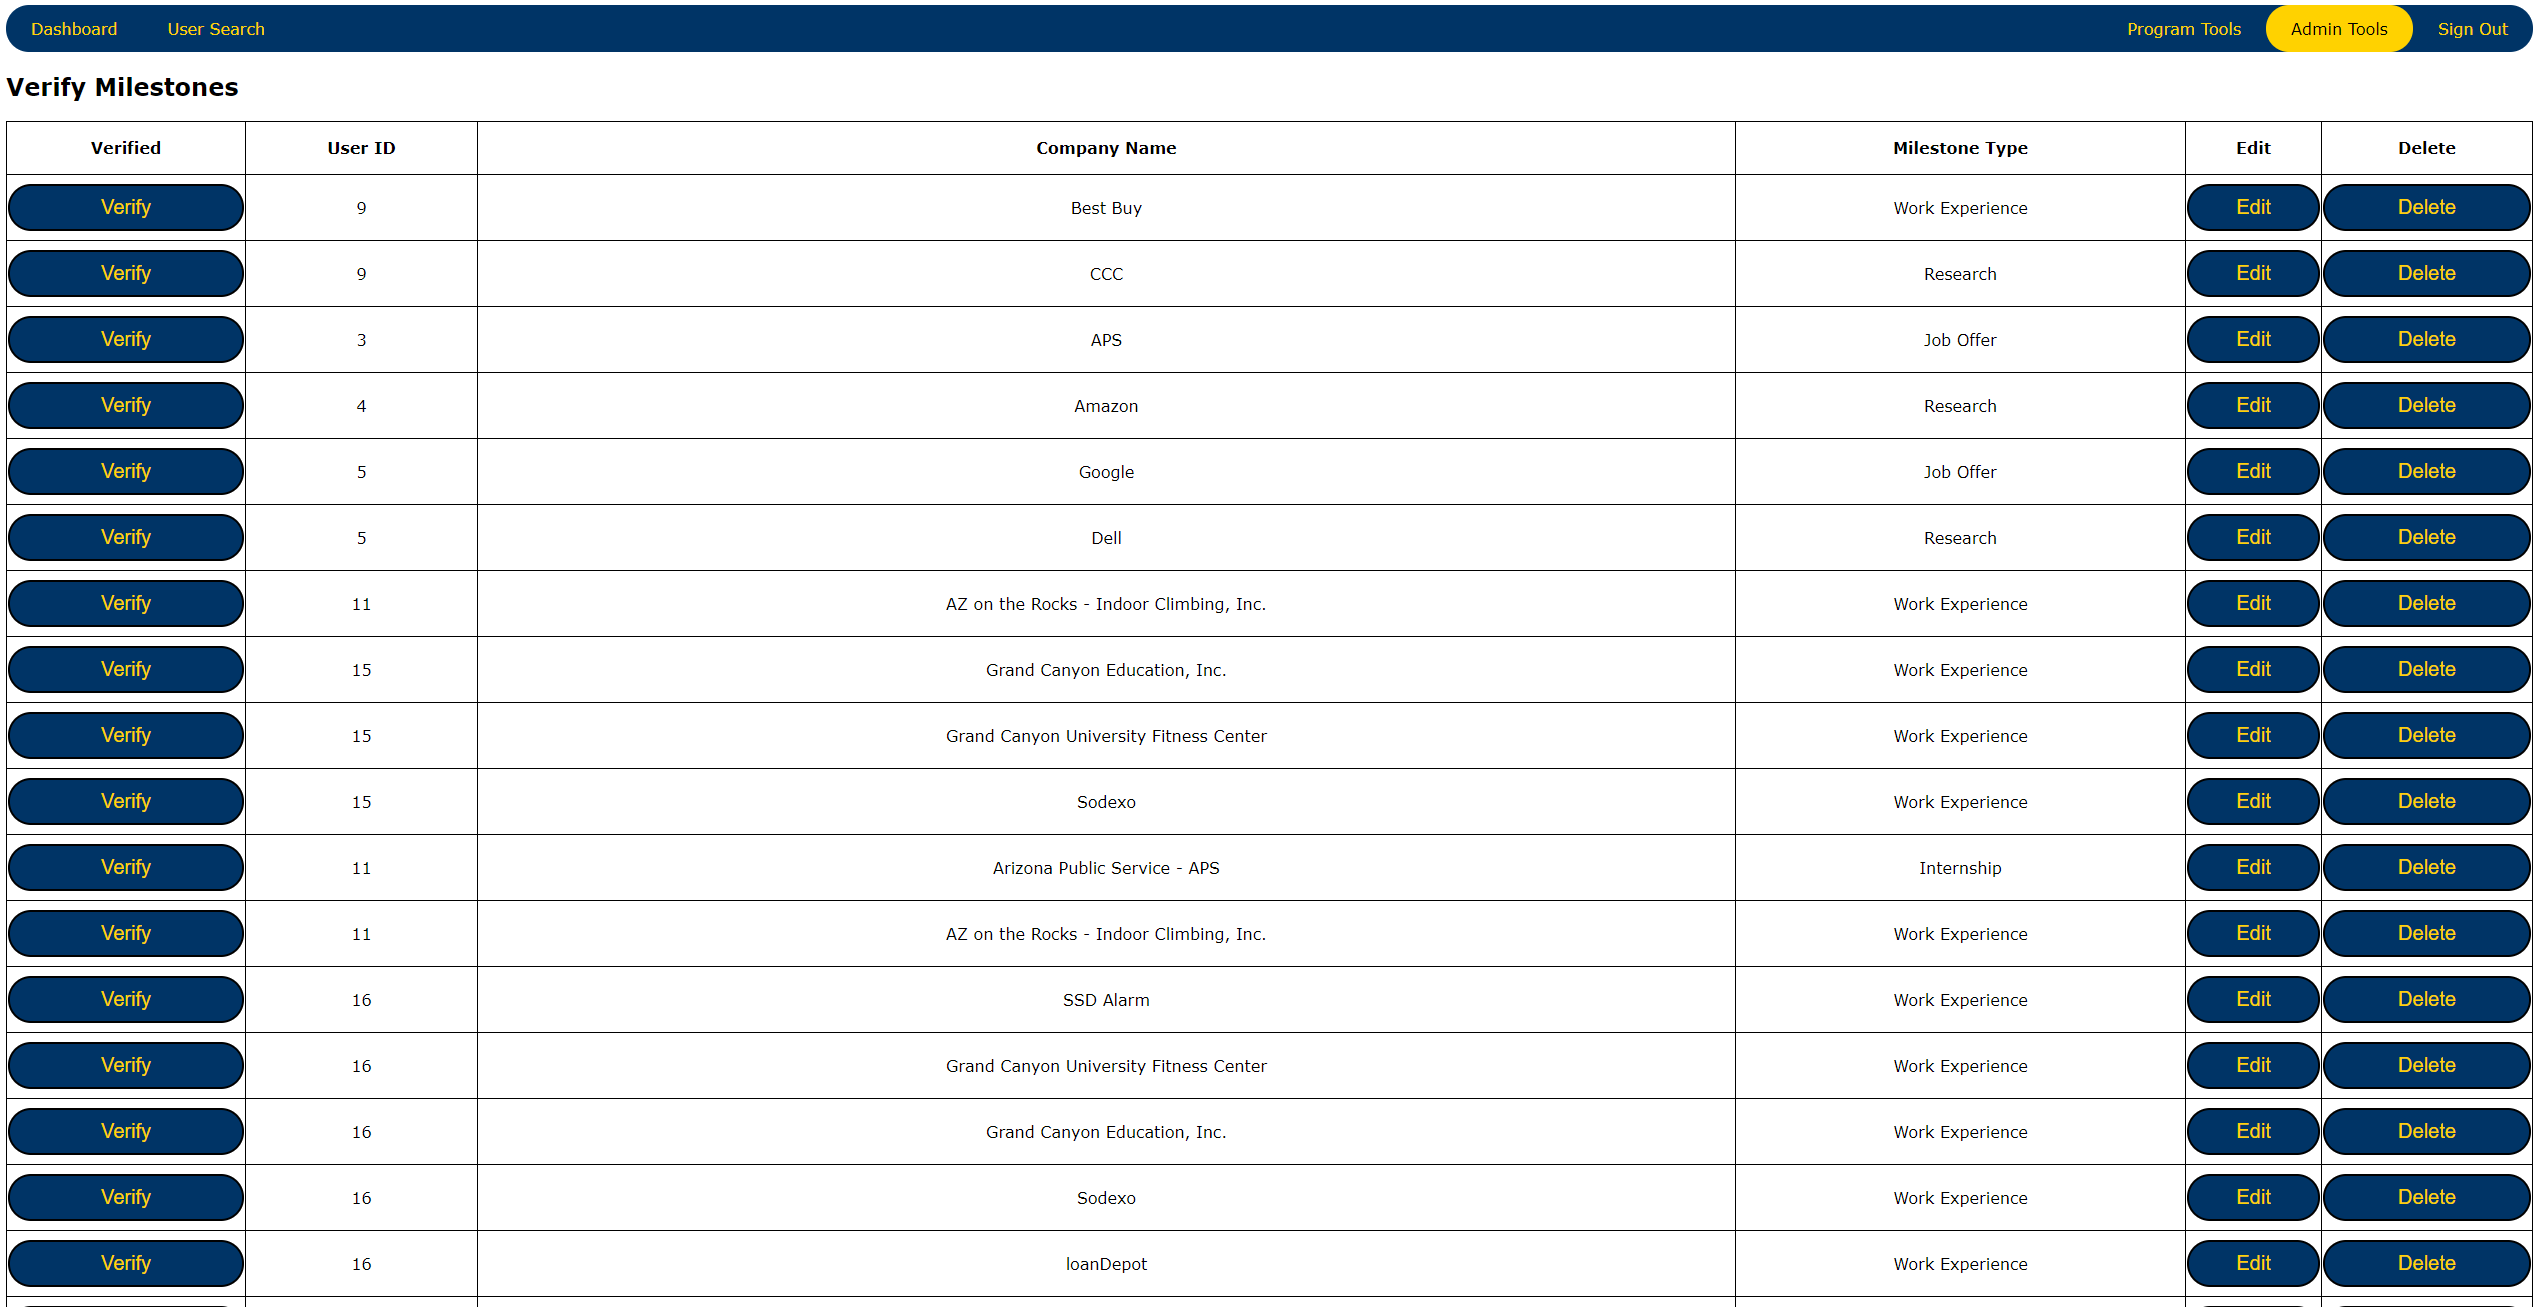 Dashboard User Search Program Tools Admin Tools Sign Out
Verify Milestones
Verified User ID Company Name Milestone Type Edit Delete
Verify 9 Best Buy Work Experience Edit Delete
Verify 9 CCC Research Edit Delete
Verify 3 APS Job Offer Edit Delete
Verify 4 Amazon Research Edit Delete
Verify 5 Google Job Offer Edit Delete
Verify 5 Dell Research Edit Delete
Verify 11 AZ on the Rocks - Indoor Climbing, Inc. Work Experience Edit Delete
Verify 15 Grand Canyon Education, Inc. Work Experience Edit Delete
Verify 15 Grand Canyon University Fitness Center Work Experience Edit Delete
Verify 15 Sodexo Work Experience Edit Delete
Verify 11 Arizona Public Service - APS Internship Edit Delete
Verify 11 AZ on the Rocks - Indoor Climbing, Inc. Work Experience Edit Delete
Verify 16 SSD Alarm Work Experience Edit Delete
Verify 16 Grand Canyon University Fitness Center Work Experience Edit Delete
Verify 16 Grand Canyon Education, Inc. Work Experience Edit Delete
Verify 16 Sodexo Work Experience Edit Delete
Verify 16 loanDepot Work Experience Edit Delete